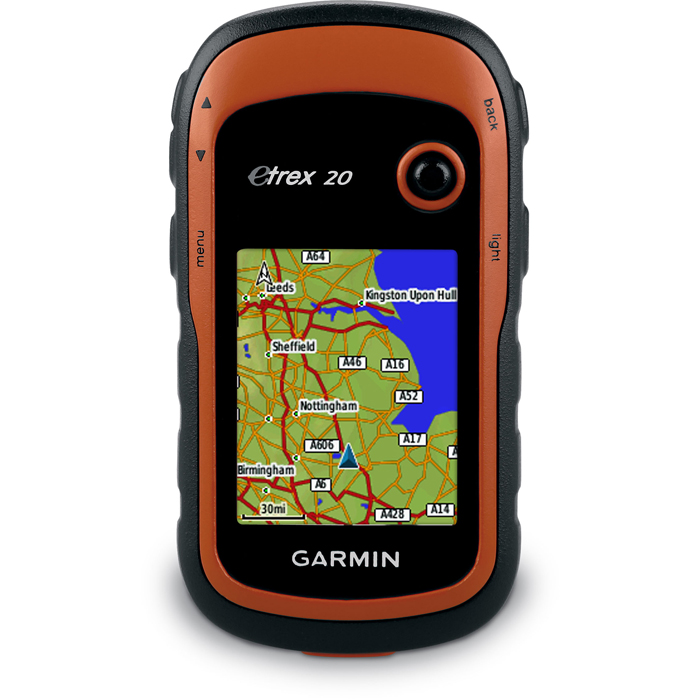 back
etrex 20
menu
light
A64
Leeds
Kingston Upon Hull
Sheffield
A46
A16
A52
Nottingham
A17
A606
A
Birmingham
A6
30mi
A428
A14
GARMIN